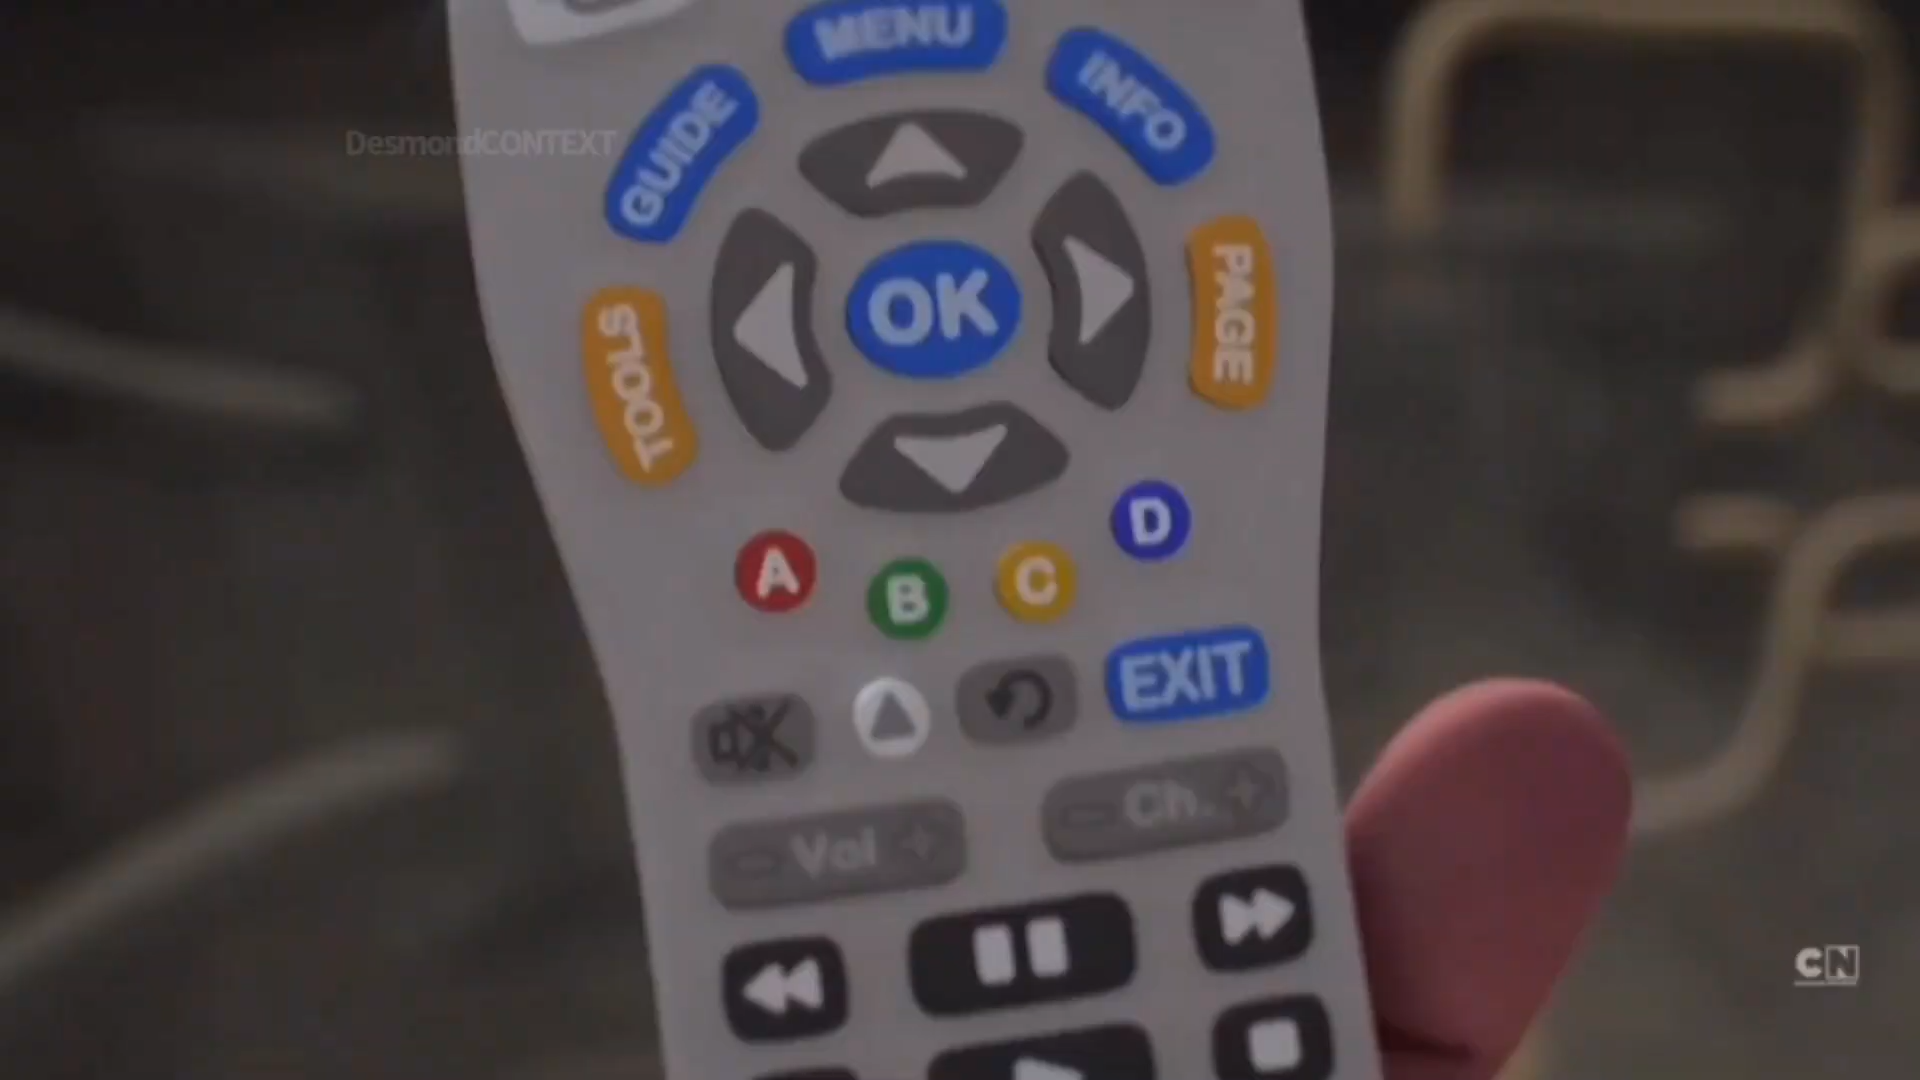 MENU
INFO
GUIDE
DesmondCONTEXT
PAGE
OK
TOOLS
D
A
B
C
EXIT
- Vol +
- Ch. +
CN